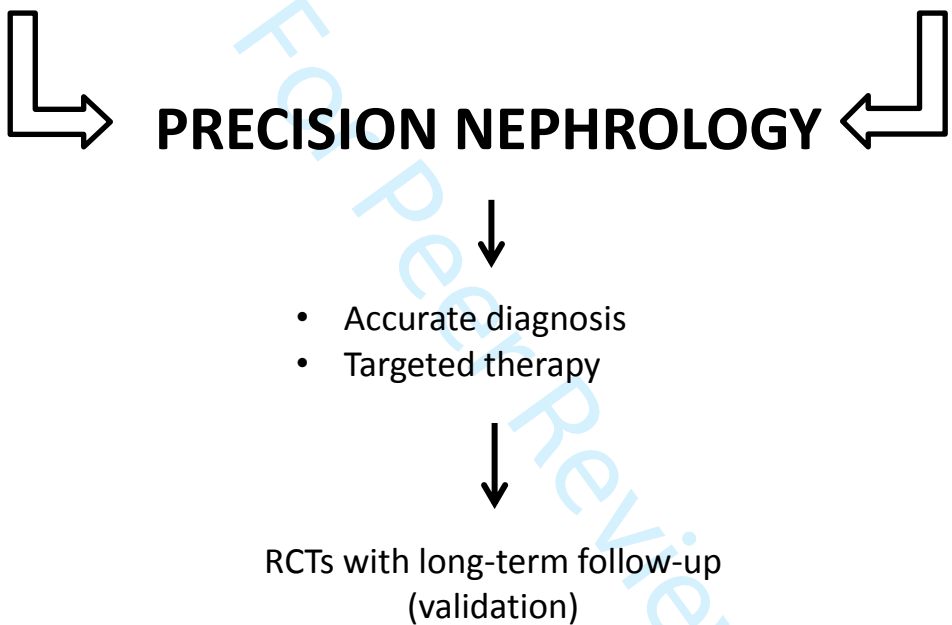 PRECISION NEPHROLOGY
• Accurate diagnosis
• Targeted therapy
RCTs with long-term follow-up
(validation)
For Peer Review